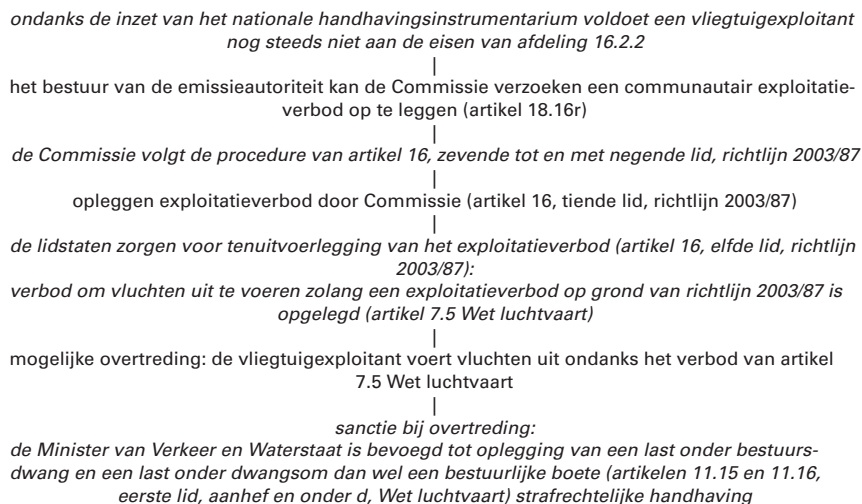 ondanks de inzet van het nationale handhavingsinstrumentarium voldoet een vliegtuigexploitant
nog steeds niet aan de eisen van afdeling 16.2.2
|
het bestuur van de emissieautoriteit kan de Commissie verzoeken een communautair exploitatie-
verbod op te leggen (artikel 18.16r)
|
de Commissie volgt de procedure van artikel 16, zevende tot en met negende lid, richtlijn 2003/87
|
opleggen exploitatieverbod door Commissie (artikel 16, tiende lid, richtlijn 2003/87)
|
de lidstaten zorgen voor tenuitvoerlegging van het exploitatieverbod (artikel 16, elfde lid, richtlijn
2003/87):
verbod om vluchten uit te voeren zolang een exploitatieverbod op grond van richtlijn 2003/87 is
opgelegd (artikel 7.5 Wet luchtvaart)
|
mogelijke overtreding: de vliegtuigexploitant voert vluchten uit ondanks het verbod van artikel
7.5 Wet luchtvaart
|
sanctie bij overtreding:
de Minister van Verkeer en Waterstaat is bevoegd tot oplegging van een last onder bestuurs-
dwang en een last onder dwangsom dan wel een bestuurlijke boete (artikelen 11.15 en 11.16,
eerste lid, aanhef en onder d, Wet luchtvaart) strafrechtelijke handhaving